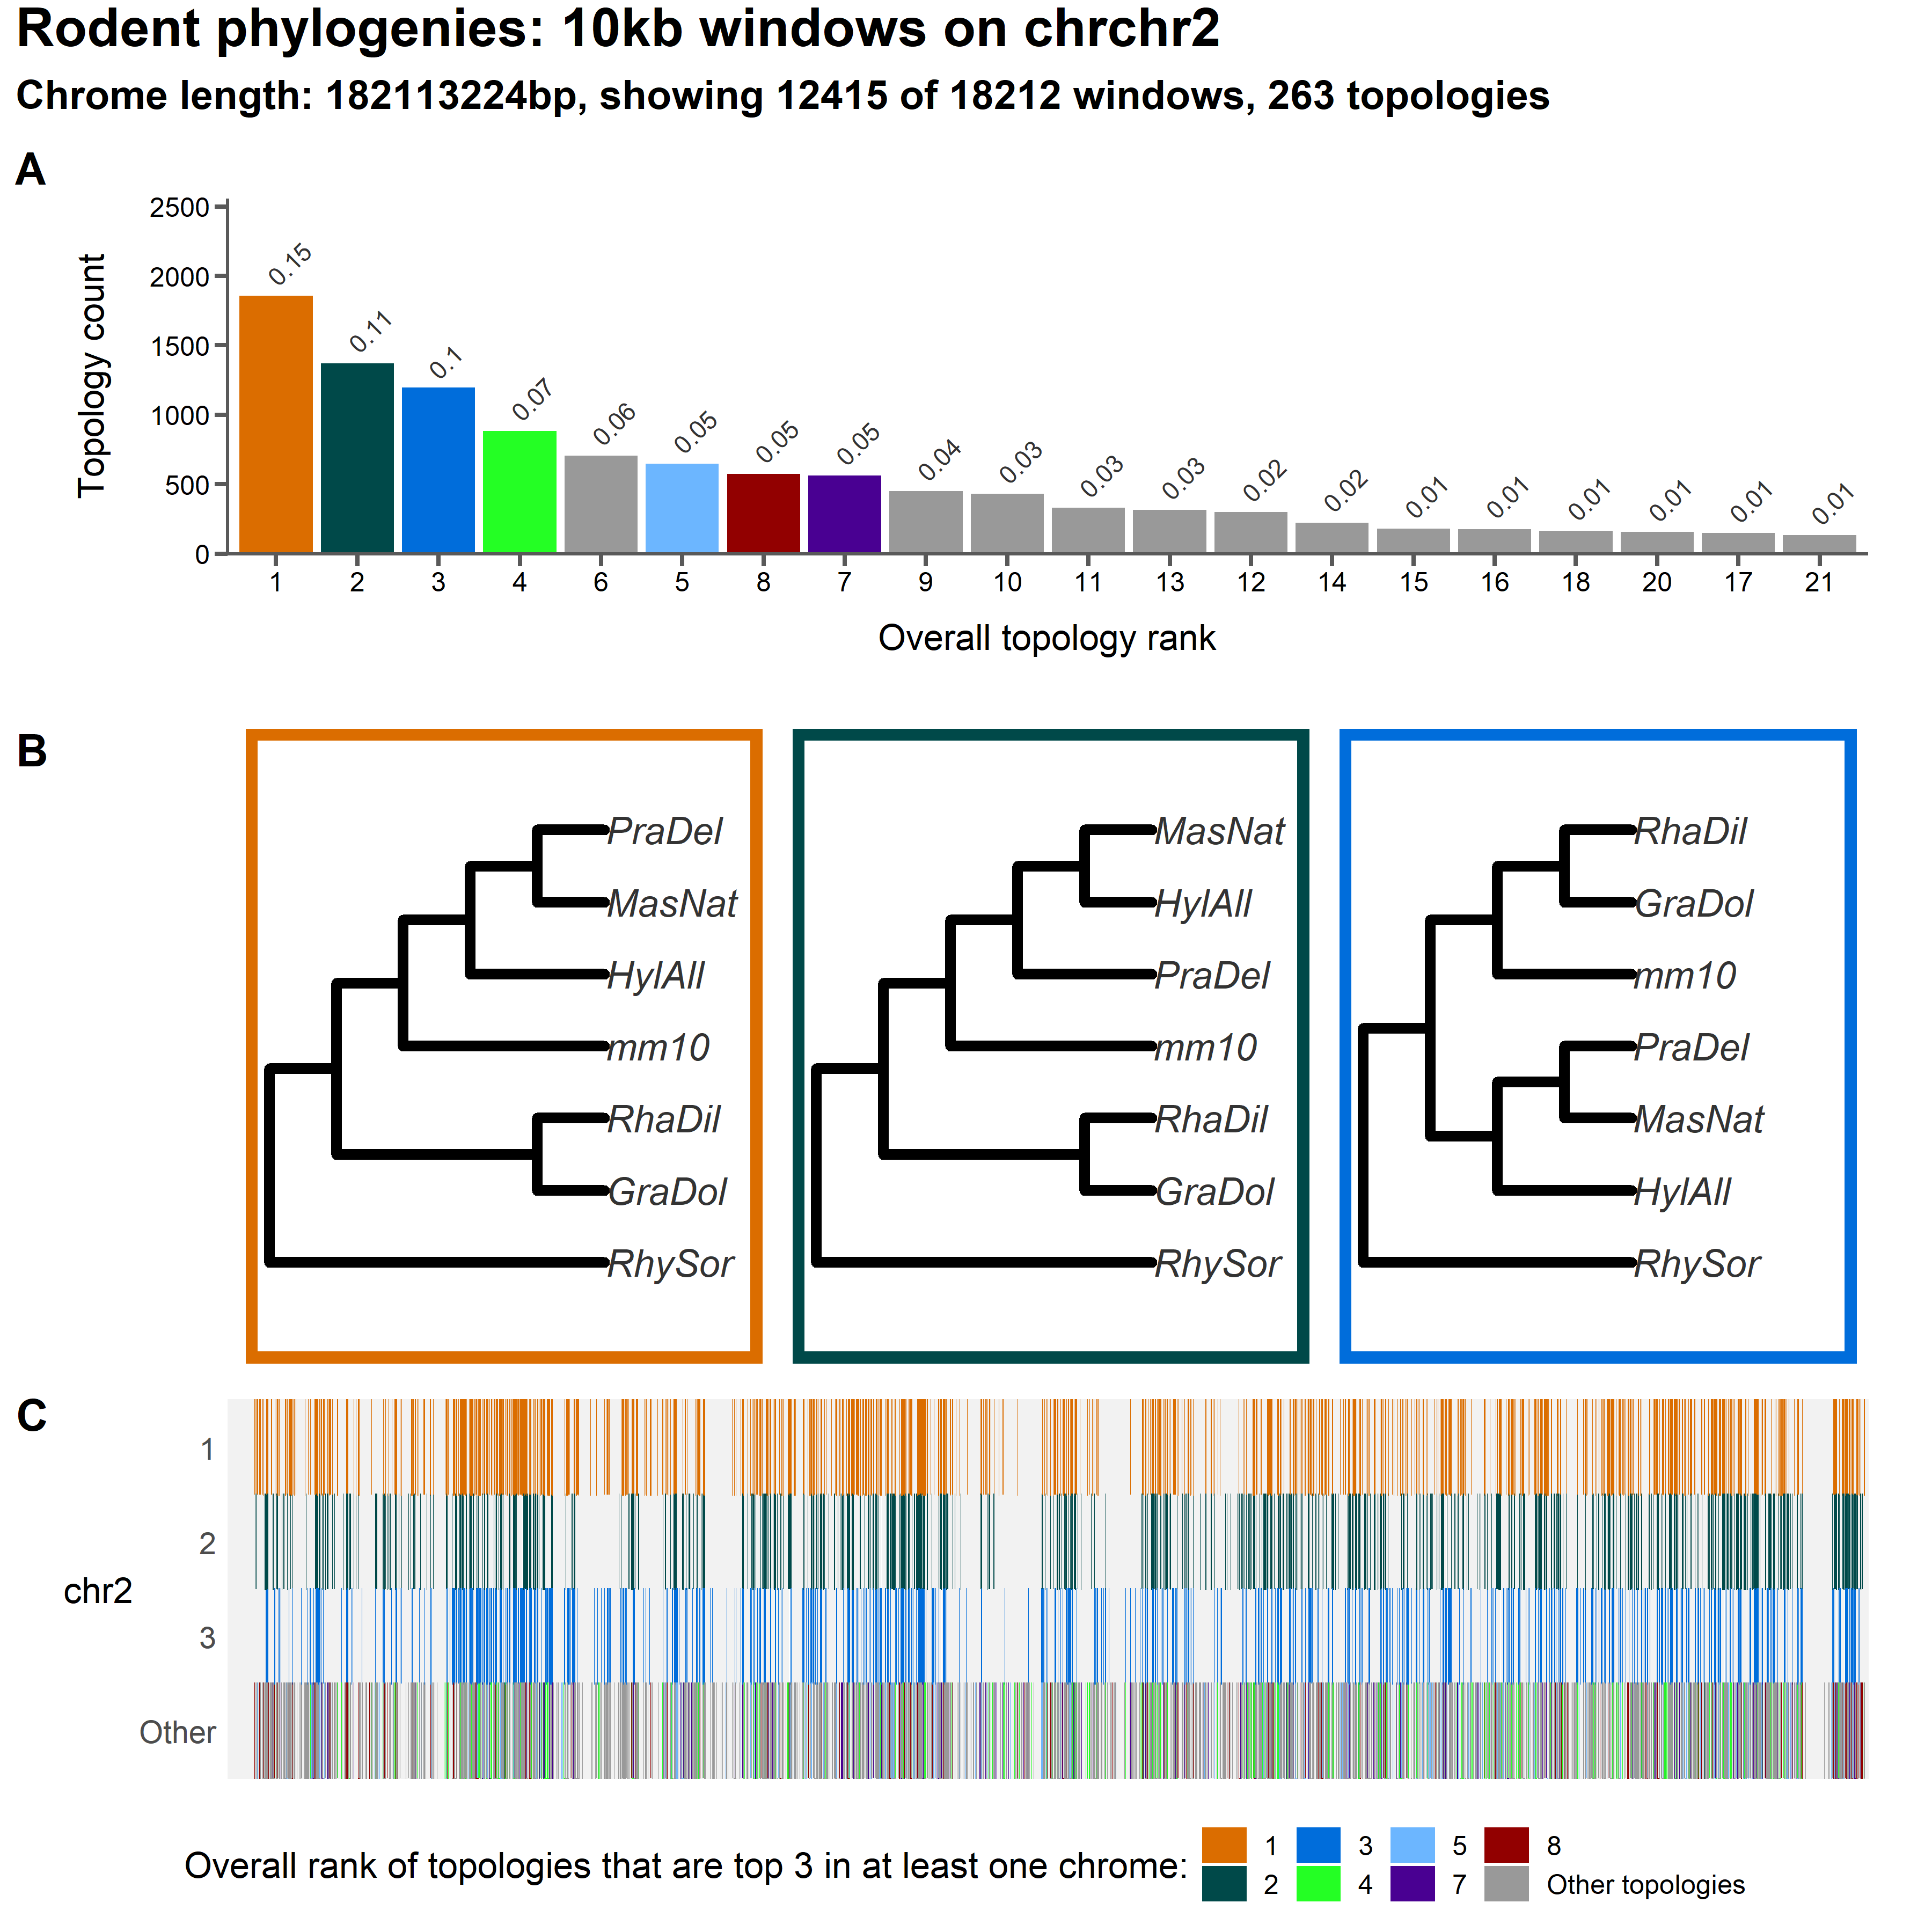 Rodent phylogenies: 10kb windows on chrchr2
Chrome length: 182113224bp, showing 12415 of 18212 windows, 263 topologies
A
Topology count
2500
2000
1500
1000
500
0
0.15
0.11
0.1
0.07
0.06
0.05
0.05
0.05
0.04
0.03
0.03
0.03
0.02
0.02
0.01
0.01
0.01
0.01
0.01
0.01
1 2 3 4 6 5 8 7 9 10 11 13 12 14 15 16 18 20 17 21
Overall topology rank
B
PraDel
MasNat
HylAll
mm10
RhaDil
GraDol
RhySor
MasNat
HylAll
PraDel
mm10
RhaDil
GraDol
RhySor
RhaDil
GraDol
mm10
PraDel
MasNat
HylAll
RhySor
C
chr2
1
2
3
Other
Overall rank of topologies that are top 3 in at least one chrome:
1 3 5 8
2 4 7 Other topologies